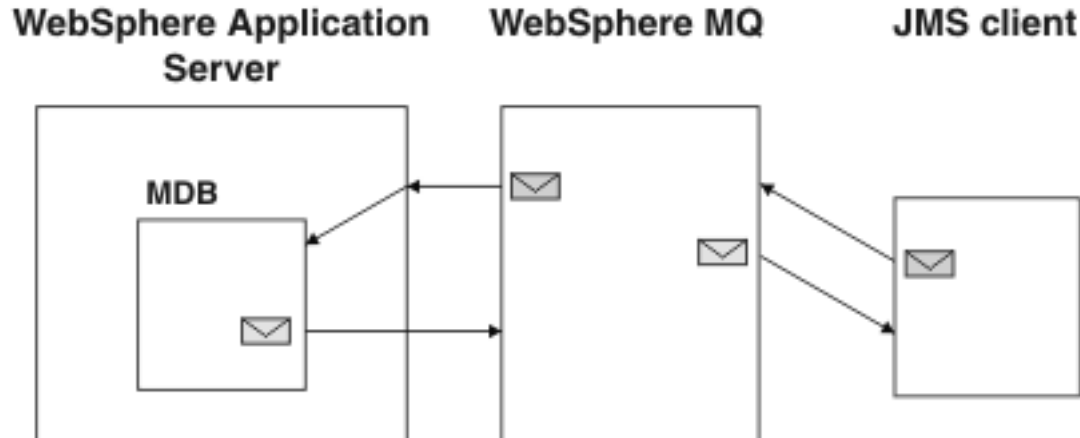 WebSphere Application
Server
WebSphere MQ
JMS client
MDB